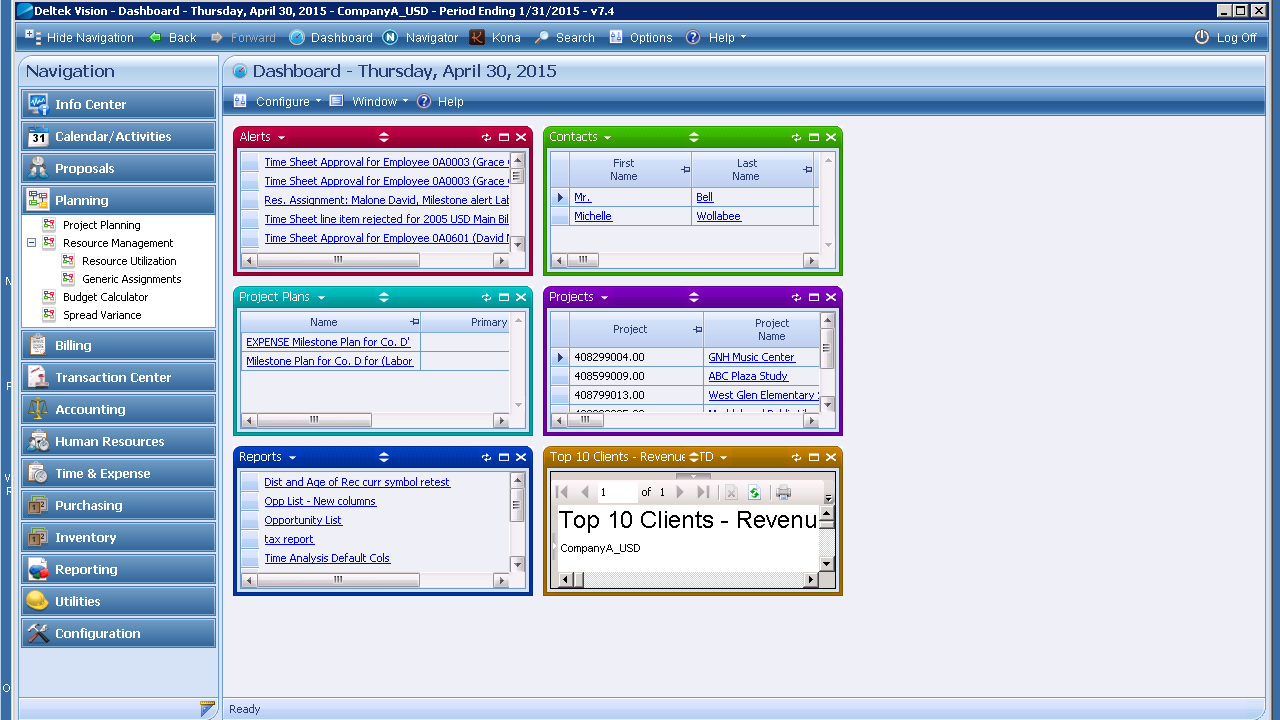 Deltek Vision - Dashboard - Thursday, April 30, 2015 - CompanyA_USD - Period Ending 1/31/2015 - v7.4
Hide Navigation Back Forward Dashboard Navigator Kona Search Options Help Log Off
Navigation
Info Center
31 Calendar/Activities
Proposals
Planning
Project Planning
Resource Management
Resource Utilization
Generic Assignments
Budget Calculator
Spread Variance
Billing
Transaction Center
Accounting
Human Resources
Time & Expense
Purchasing
Inventory
Reporting
Utilities
Configuration
Dashboard - Thursday, April 30, 2015
Configure Window Help
Alerts
Time Sheet Approval for Employee 0A0003 (Grace
Time Sheet Approval for Employee 0A0003 (Grace
Res. Assignment: Malone David, Milestone alert Lab
Time Sheet line item rejected for 2005 USD Main Bil
Time Sheet Approval for Employee 0A0601 (David
Contacts
First Name Last Name
Mr. Bell
Michelle Wollabee
Project Plans
Name Primary
EXPENSE Milestone Plan for Co. D'
Milestone Plan for Co. D for (Labor
Projects
Project Project Name
408299004.00 GNH Music Center
408599009.00 ABC Plaza Study
408799013.00 West Glen Elementary
Reports
Dist and Age of Rec curr symbol retest
Opp List - New columns
Opportunity List
tax report
Time Analysis Default Cols
Top 10 Clients - Revenue TD
1 of 1
Top 10 Clients - Revenu
CompanyA_USD
Ready